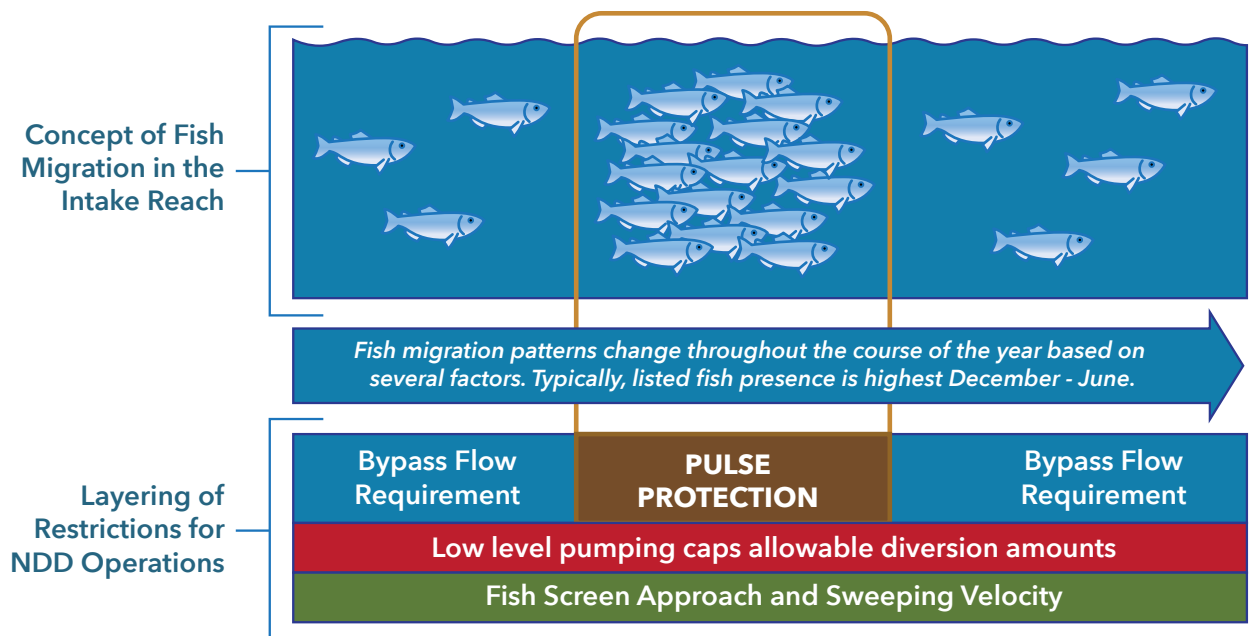 Concept of Fish
Migration in the
Intake Reach
Fish migration patterns change throughout the course of the year based on
several factors. Typically, listed fish presence is highest December - June.
Layering of
Restrictions for
NDD Operations
Bypass Flow
Requirement
PULSE
PROTECTION
Bypass Flow
Requirement
Low level pumping caps allowable diversion amounts
Fish Screen Approach and Sweeping Velocity